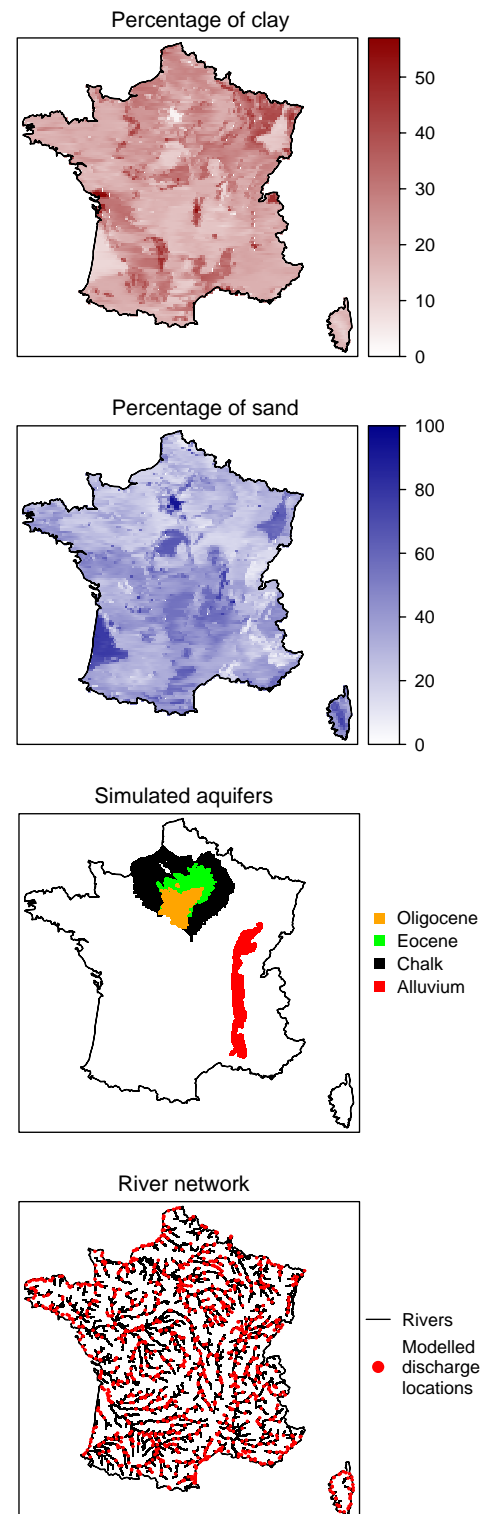 Percentage of clay
50
40
30
20
10
0
Percentage of sand
100
80
60
40
20
0
Simulated aquifers
Oligocene
Eocene
Chalk
Alluvium
River network
Rivers
Modelled
discharge
locations